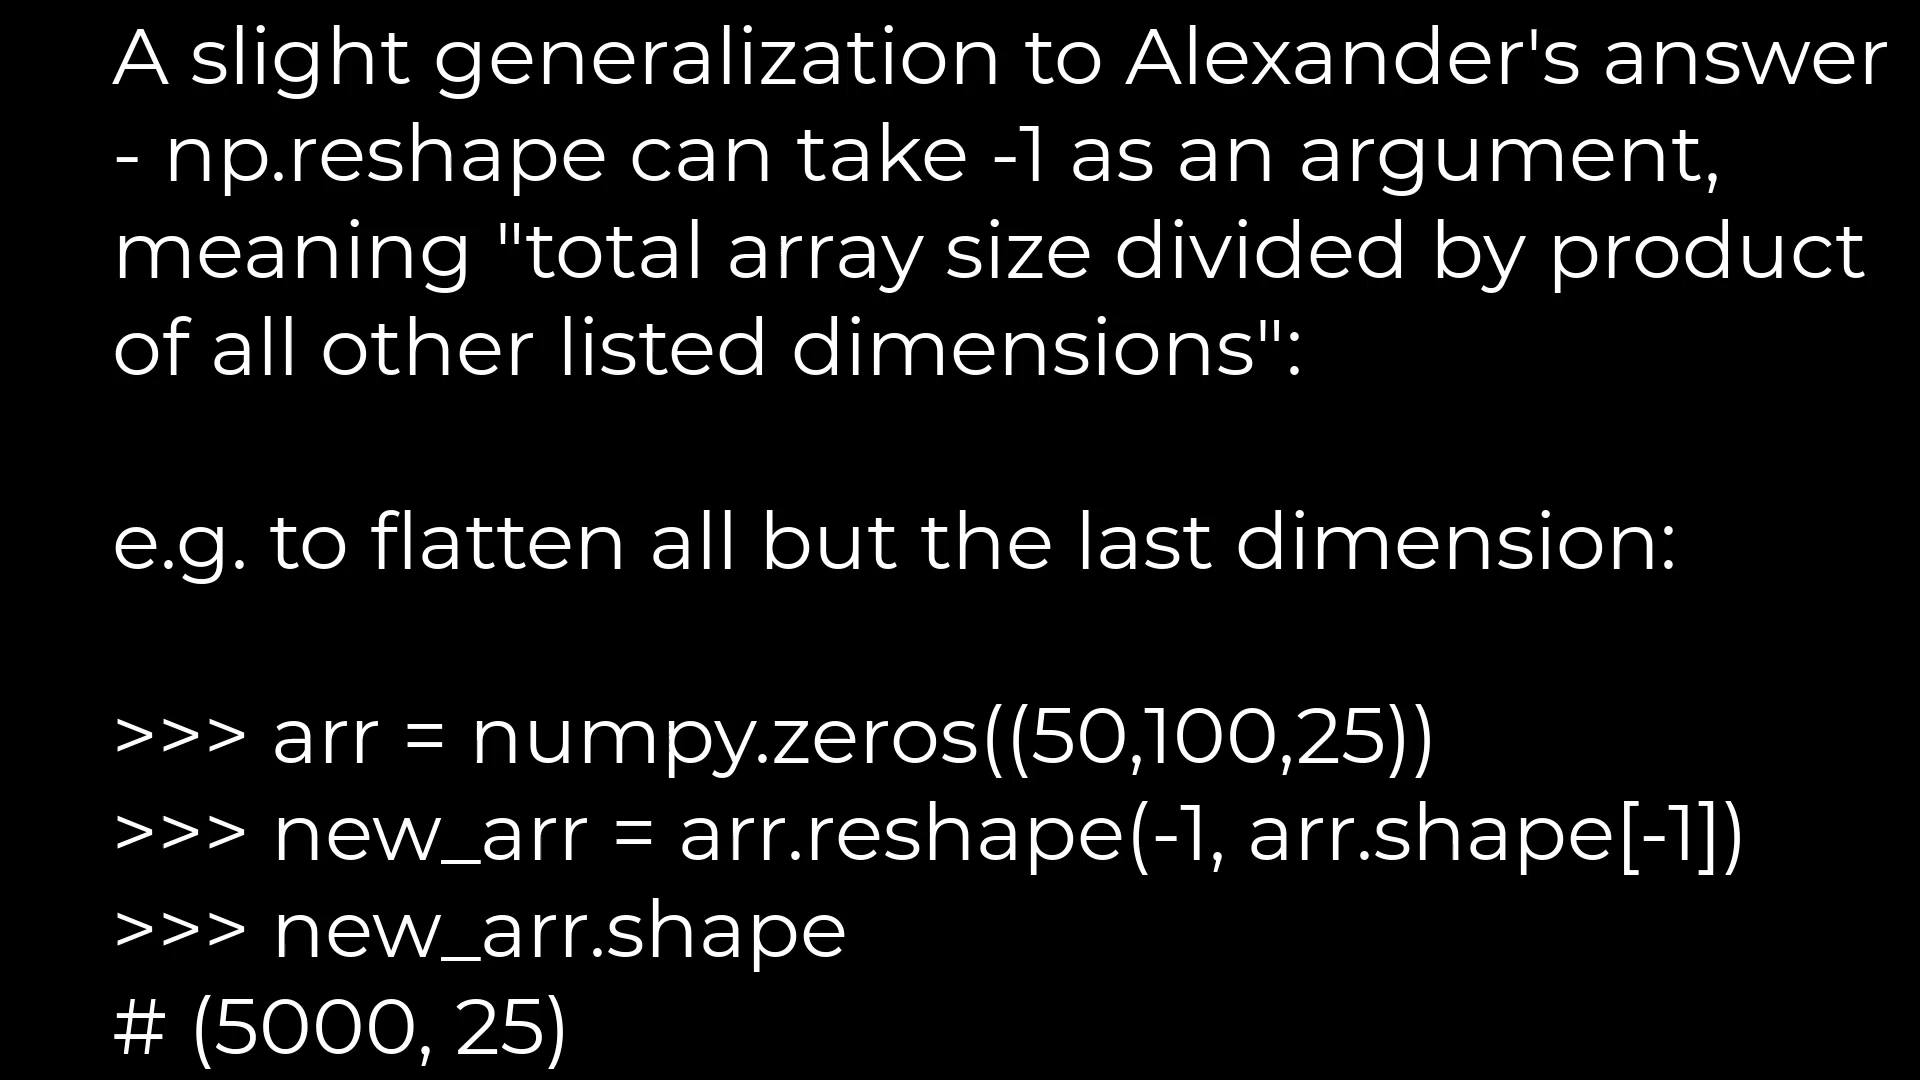 A slight generalization to Alexander's answer
- np.reshape can take -1 as an argument,
meaning "total array size divided by product
of all other listed dimensions":
e.g. to flatten all but the last dimension:
>>> arr = numpy.zeros((50,100,25))
>>> new_arr = arr.reshape(-1, arr.shape[-1])
>>> new_arr.shape
# (5000, 25)